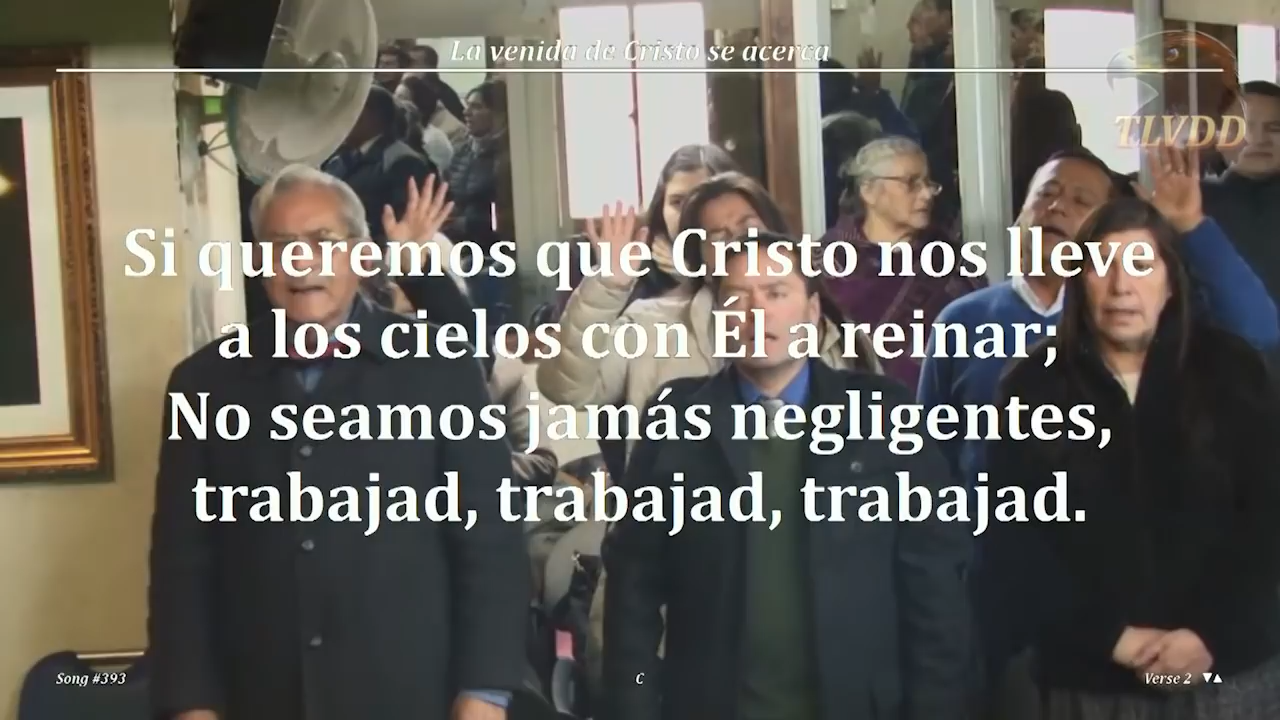 La venida de Cristo se acerca
TLVDD
Si queremos que Cristo nos lleve
a los cielos con Él a reinar;
No seamos jamás negligentes,
trabajad, trabajad, trabajad.
Song #393
C
Verse 2 ▼▲